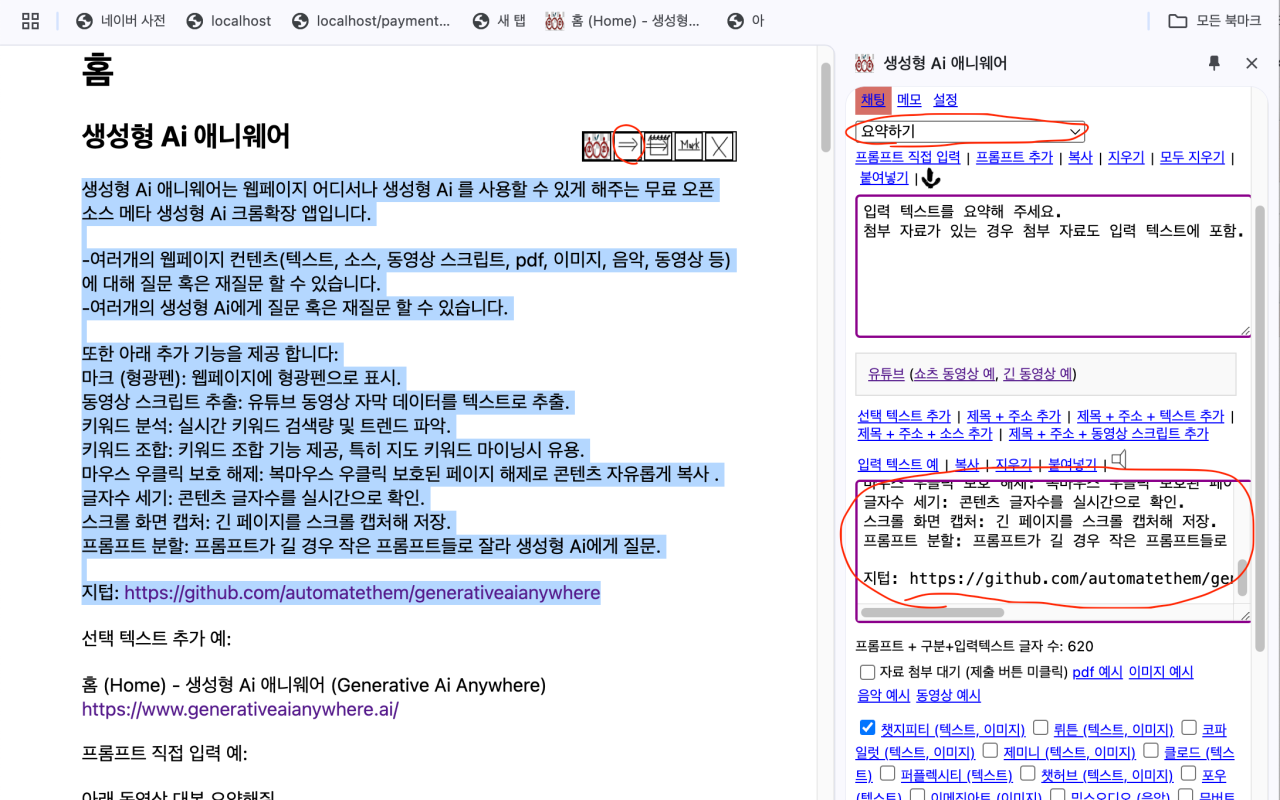 네이버 사전
localhost
localhost/payment...
새 탭
홈 (Home) - 생성형...
아
모든 북마크
홈
생성형 Ai 애니웨어
Mark
생성형 Ai 애니웨어는 웹페이지 어디서나 생성형 Ai 를 사용할 수 있게 해주는 무료 오픈
소스 메타 생성형 Ai 크롬확장 앱입니다.
-여러개의 웹페이지 컨텐츠(텍스트, 소스, 동영상 스크립트, pdf, 이미지, 음악, 동영상 등)
에 대해 질문 혹은 재질문 할 수 있습니다.
-여러개의 생성형 Ai에게 질문 혹은 재질문 할 수 있습니다.
또한 아래 추가 기능을 제공 합니다:
마크 (형광펜): 웹페이지에 형광펜으로 표시.
동영상 스크립트 추출: 유튜브 동영상 자막 데이터를 텍스트로 추출.
키워드 분석: 실시간 키워드 검색량 및 트렌드 파악.
키워드 조합: 키워드 조합 기능 제공, 특히 지도 키워드 마이닝시 유용.
마우스 우클릭 보호 해제: 복마우스 우클릭 보호된 페이지 해제로 콘텐츠 자유롭게 복사 .
글자수 세기: 콘텐츠 글자수를 실시간으로 확인.
스크롤 화면 캡처: 긴 페이지를 스크롤 캡처해 저장.
프롬프트 분할: 프롬프트가 길 경우 작은 프롬프트들로 잘라 생성형 Ai에게 질문.
지텁: https://github.com/automatethem/generativeaianywhere
선택 텍스트 추가 예:
홈 (Home) - 생성형 Ai 애니웨어 (Generative Ai Anywhere)
https://www.generativeaianywhere.ai/
프롬프트 직접 입력 예:
아래 동영상 대본 요약해줘
생성형 Ai 애니웨어
채팅 메모 설정
요약하기
프롬프트 직접 입력 | 프롬프트 추가 | 복사 | 지우기 | 모두 지우기 |
붙여넣기 |
입력 텍스트를 요약해 주세요.
첨부 자료가 있는 경우 첨부 자료도 입력 텍스트에 포함.
유튜브 (쇼츠 동영상 예, 긴 동영상 예)
선택 텍스트 추가 | 제목 + 주소 추가 | 제목 + 주소 + 텍스트 추가 |
제목 + 주소 + 소스 추가 | 제목 + 주소 + 동영상 스크립트 추가
입력 텍스트 예 | 복사 | 지우기 | 붙여넣기 |
마우스 우클릭 보호 해제: 복마우스 우클릭 보호된 페이
글자수 세기: 콘텐츠 글자수를 실시간으로 확인.
스크롤 화면 캡처: 긴 페이지를 스크롤 캡처해 저장.
프롬프트 분할: 프롬프트가 길 경우 작은 프롬프트들로
지텁: https://github.com/automatethem/gen
프롬프트 + 구분+입력텍스트 글자 수: 620
자료 첨부 대기 (제출 버튼 미클릭) pdf 예시 이미지 예시
음악 예시 동영상 예시
챗지피티 (텍스트, 이미지) 뤼튼 (텍스트, 이미지) 코파
일럿 (텍스트, 이미지) 제미니 (텍스트, 이미지) 클로드 (텍스
트) 퍼플렉시티 (텍스트) 챗허브 (텍스트, 이미지) 포우
(텍스트) 이메진아트 (이미지) 믹스오디오 (음악) 무버트